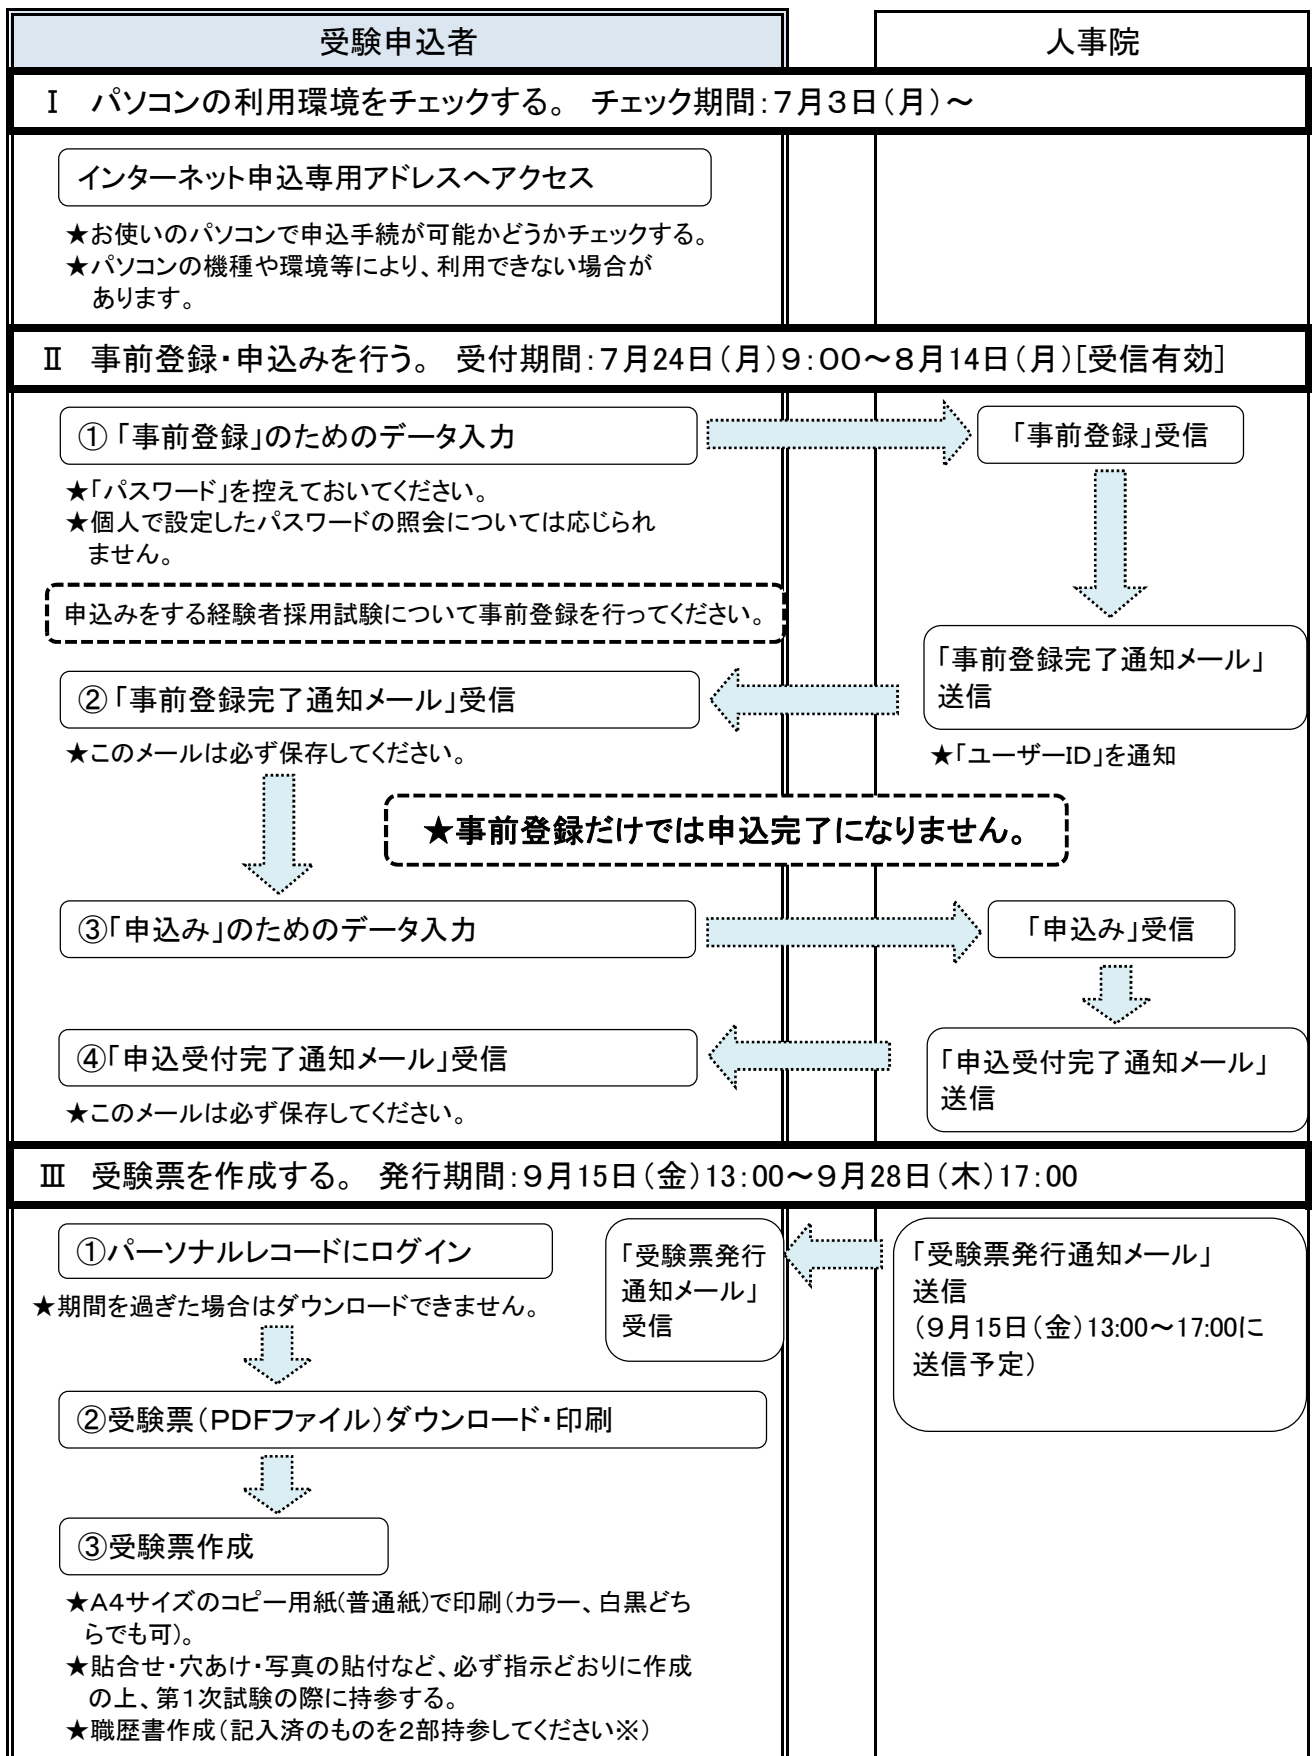 受験申込者
人事院
Ⅰ　パソコンの利用環境をチェックする。　チェック期間：７月３日（月）～
インターネット申込専用アドレスへアクセス
★お使いのパソコンで申込手続が可能かどうかチェックする。
★パソコンの機種や環境等により、利用できない場合が
あります。
Ⅱ　事前登録・申込みを行う。　受付期間：７月24日（月）９：００～８月14日（月）[受信有効]
①「事前登録」のためのデータ入力
「事前登録」受信
★「パスワード」を控えておいてください。
★個人で設定したパスワードの照会については応じられ
ません。
申込みをする経験者採用試験について事前登録を行ってください。
「事前登録完了通知メール」
送信
②「事前登録完了通知メール」受信
★このメールは必ず保存してください。
★「ユーザーID」を通知
★事前登録だけでは申込完了になりません。
③「申込み」のためのデータ入力
「申込み」受信
④「申込受付完了通知メール」受信
「申込受付完了通知メール」
送信
★このメールは必ず保存してください。
Ⅲ　受験票を作成する。　発行期間：９月15日（金）13：00～９月28日（木）17：00
①パーソナルレコードにログイン
★期間を過ぎた場合はダウンロードできません。
「受験票発行
通知メール」
受信
「受験票発行通知メール」
送信
（９月15日（金）13:00～17:00に
送信予定）
②受験票（ＰＤＦファイル）ダウンロード・印刷
③受験票作成
★Ａ４サイズのコピー用紙(普通紙)で印刷（カラー、白黒どち
らでも可）。
★貼合せ・穴あけ・写真の貼付など、必ず指示どおりに作成
の上、第１次試験の際に持参する。
★職歴書作成（記入済のものを２部持参してください※）